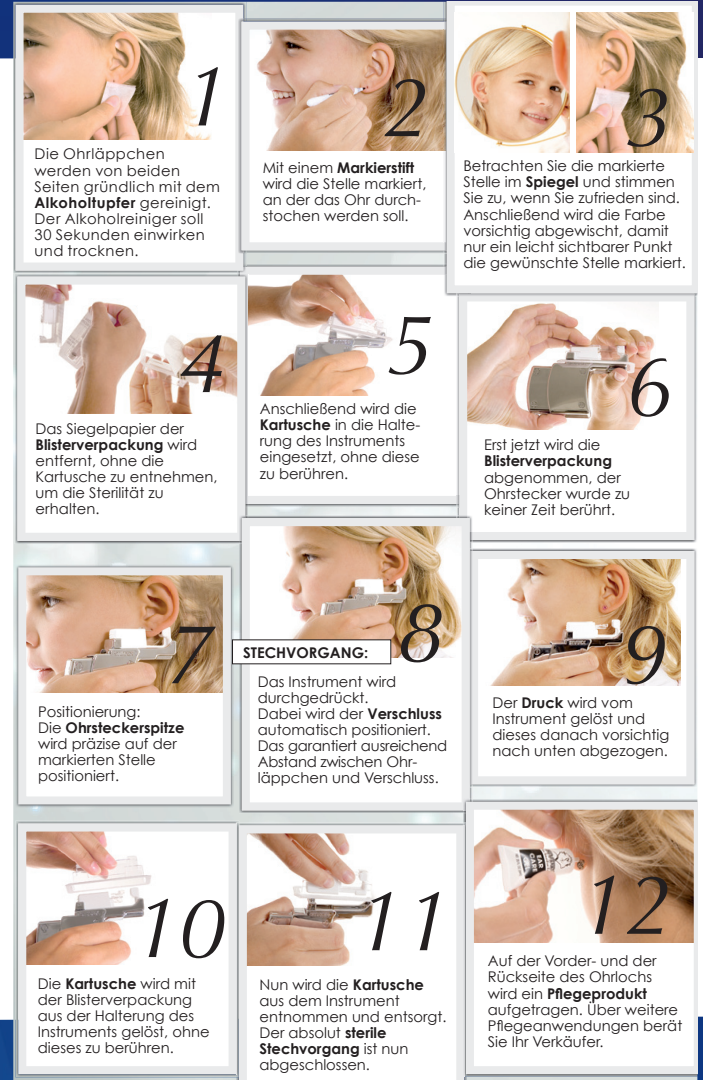 1
Die Ohrläppchen
werden von beiden
Seiten gründlich mit dem
Alkoholtupfer gereinigt.
Der Alkoholreiniger soll
30 Sekunden einwirken
und trocknen.
2
Mit einem Markierstift
wird die Stelle markiert,
an der das Ohr durch-
stochen werden soll.
3
Betrachten Sie die markierte
Stelle im Spiegel und stimmen
Sie zu, wenn Sie zufrieden sind.
Anschließend wird die Farbe
vorsichtig abgewischt, damit
nur ein leicht sichtbarer Punkt
die gewünschte Stelle markiert.
4
Das Siegelpapier der
Blisterverpackung wird
entfernt, ohne die
Kartusche zu entnehmen,
um die Sterilität zu
erhalten.
5
Anschließend wird die
Kartusche in die Halte-
rung des Instruments
eingesetzt, ohne diese
zu berühren.
6
Erst jetzt wird die
Blisterverpackung
abgenommen, der
Ohrstecker wurde zu
keiner Zeit berührt.
7
Positionierung:
Die Ohrsteckerspitze
wird präzise auf der
markierten Stelle
positioniert.
8
STECHVORGANG:
Das Instrument wird
durchgedrückt.
Dabei wird der Verschluss
automatisch positioniert.
Das garantiert ausreichend
Abstand zwischen Ohr-
läppchen und Verschluss.
9
Der Druck wird vom
Instrument gelöst und
dieses danach vorsichtig
nach unten abgezogen.
10
Die Kartusche wird mit
der Blisterverpackung
aus der Halterung des
Instruments gelöst, ohne
dieses zu berühren.
11
Nun wird die Kartusche
aus dem Instrument
entnommen und entsorgt.
Der absolut sterile
Stechvorgang ist nun
abgeschlossen.
EAR
CARE
12
Auf der Vorder- und der
Rückseite des Ohrlochs
wird ein Pflegeprodukt
aufgetragen. Über weitere
Pflegeanwendungen berät
Sie Ihr Verkäufer.